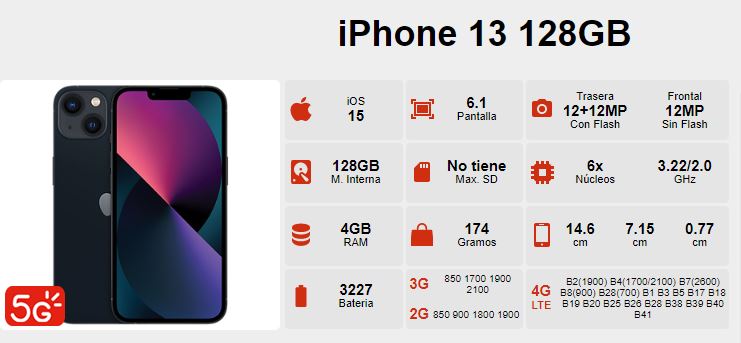 iPhone 13 128GB
iOS
15
6.1
Pantalla
Trasera
12+12MP
Con Flash
Frontal
12MP
Sin Flash
128GB
M. Interna
No tiene
Max. SD
6x
Núcleos
3.22/2.0
GHz
4GB
RAM
174
Gramos
14.6
cm
7.15
cm
0.77
cm
3227
Bateria
3G
850 1700 1900
2100
2G 850 900 1800 1900
4G
LTE
B2(1900) B4(1700/2100) B7(2600)
B8(900) B28(700) B1 B3 B5 B17 B18
B19 B20 B25 B26 B28 B38 B39 B40
B41
5G